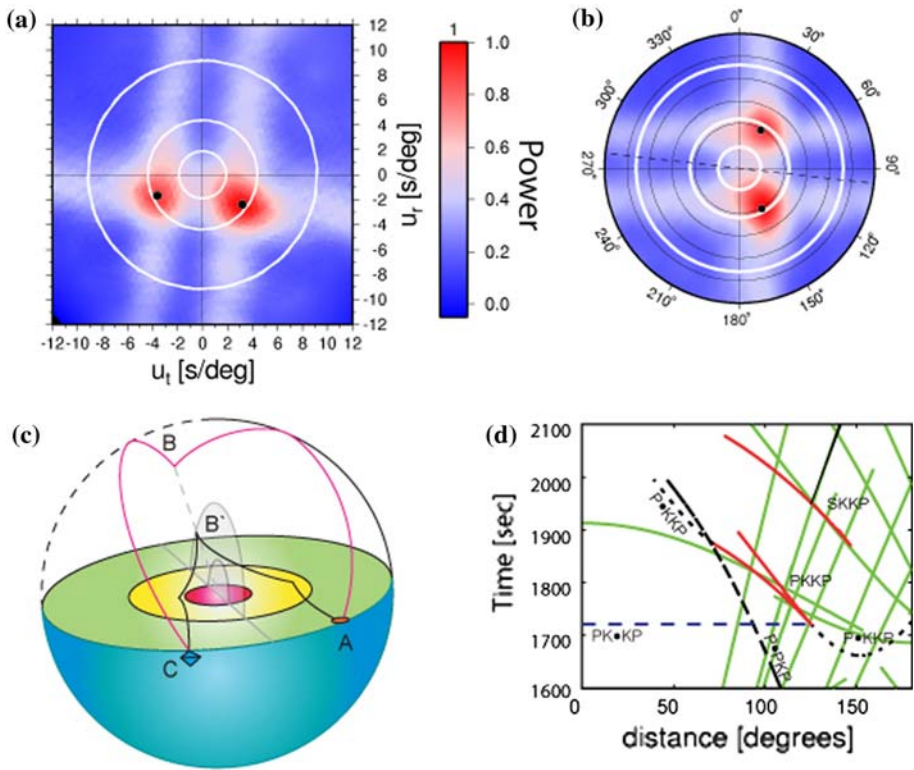 (a)
12
10
8
6
4
2
0
-2
-4
-6
-8
-10
-12
u_r [s/deg]
-12-10 -8 -6 -4 -2 0 2 4 6 8 10 12
u_t [s/deg]
1
1.0
0.8
0.6
0.4
0.2
0.0
Power
(b)
0°
30°
60°
90°
120°
150°
180°
210°
240°
270°
300°
330°
(c)
B
B`
A
C
(d)
2100
2000
1900
1800
1700
1600
Time [sec]
P•KKP
SKKP
PKKP
PK•KP
P•PKP
P•KKP
0 50 100 150
distance [degrees]